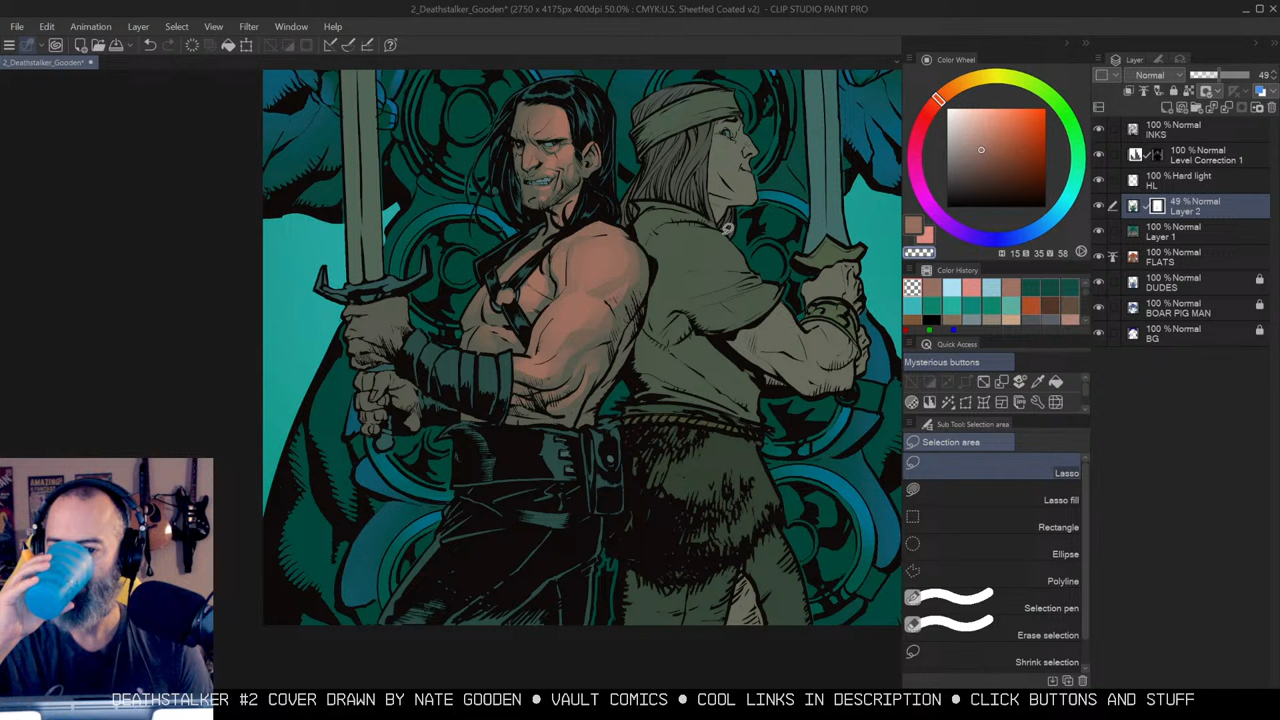 2_Deathstalker_Gooden* (2750 x 4175px 400dpi 50.0% : CMYK:U.S. Sheetfed Coated v2) - CLIP STUDIO PAINT PRO
File Edit Animation Layer Select View Filter Window Help
2_Deathstalker_Gooden*
Color Wheel
H 15 S 35 V 58
Color History
Quick Access
Mysterious buttons
Sub Tool: Selection area
Selection area
Lasso
Lasso fill
Rectangle
Ellipse
Polyline
Selection pen
Erase selection
Shrink selection
Layer
Normal 49
100 % Normal
INKS
100 % Normal
Level Correction 1
100 % Hard light
HL
49 % Normal
Layer 2
100 % Normal
Layer 1
100 % Normal
FLATS
100 % Normal
DUDES
100 % Normal
BOAR PIG MAN
100 % Normal
BG
AMAZING
DEATHSTALKER #2 COVER DRAWN BY NATE GOODEN ● VAULT COMICS ● COOL LINKS IN DESCRIPTION ● CLICK BUTTONS AND STUFF